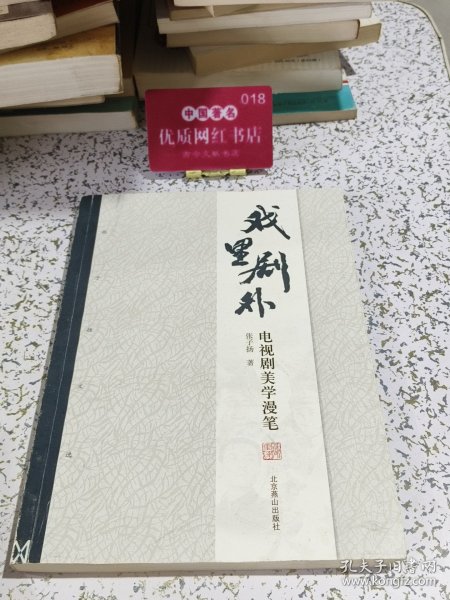 018
中国著名
优质网红书店
戏里剧外
电视剧美学漫笔
张子扬 著
北京燕山出版社
孔夫子旧书网
www.kongfz.com